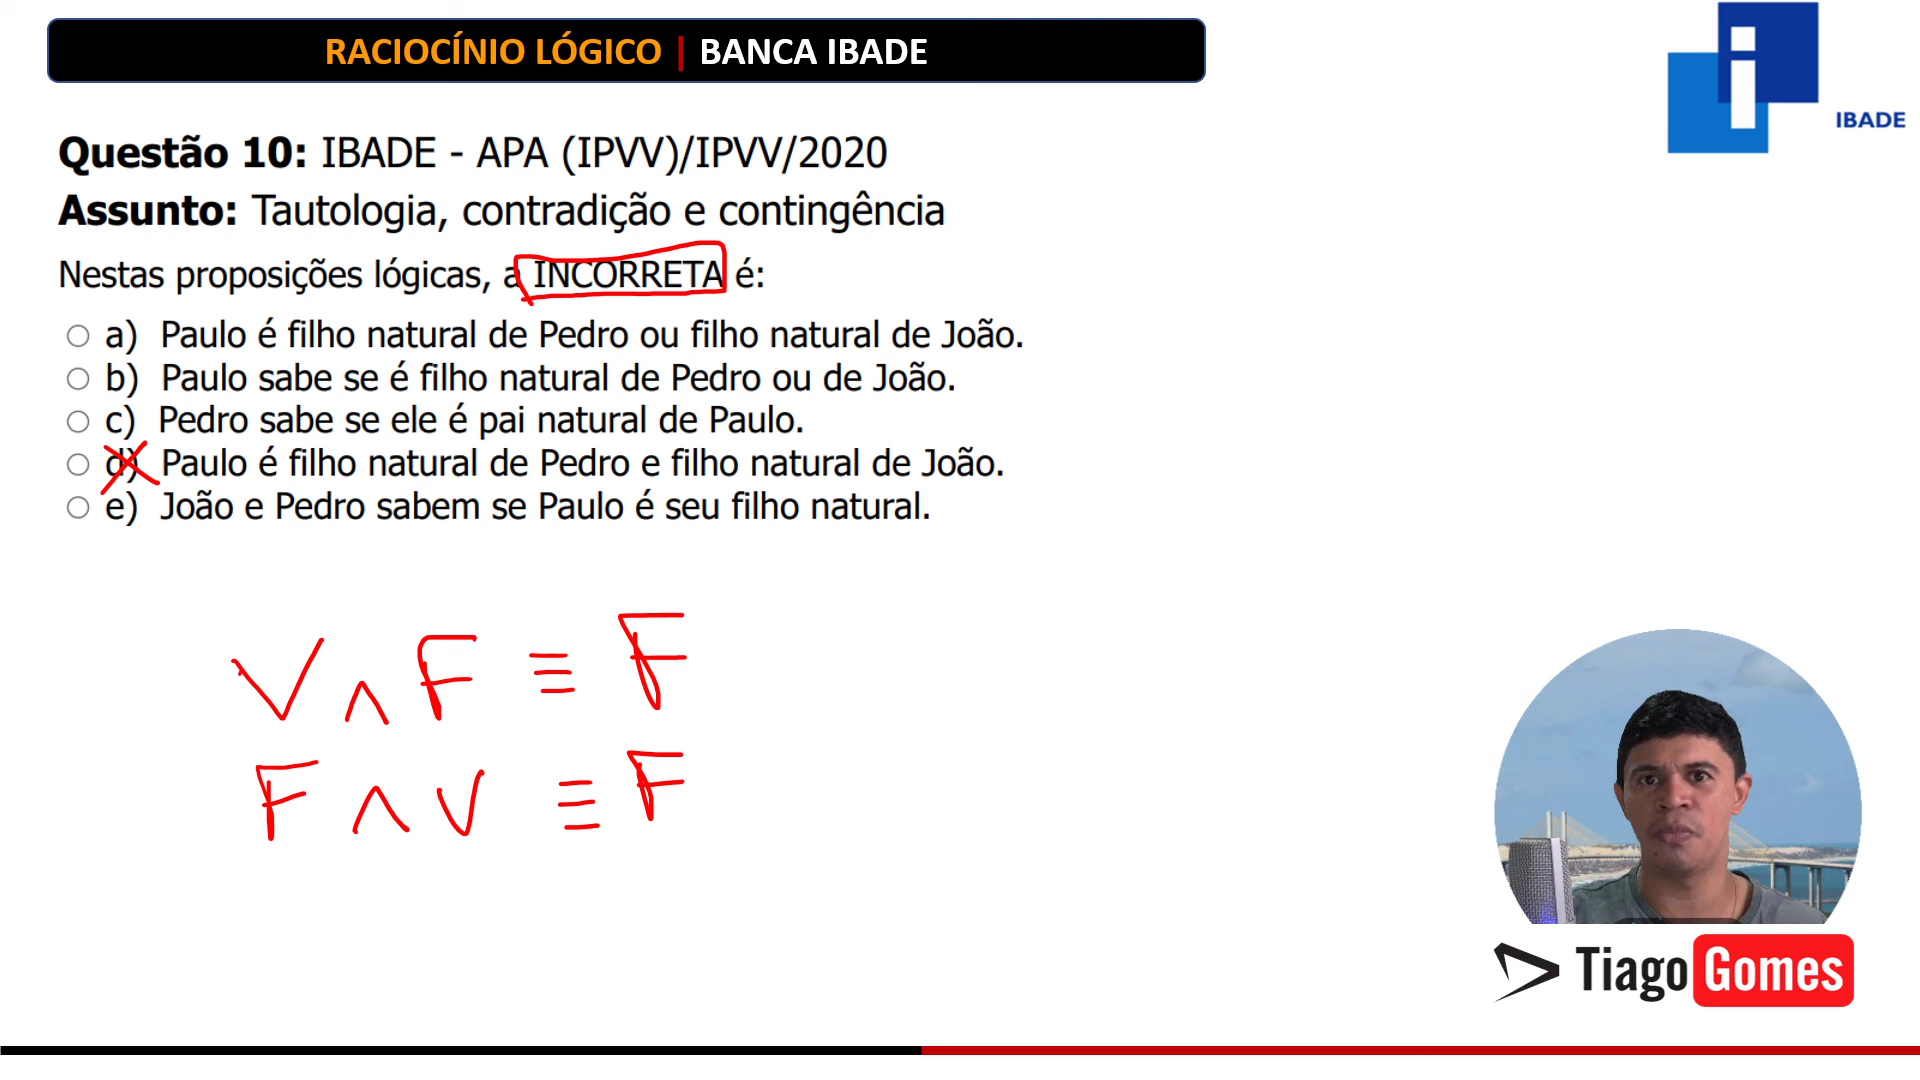 RACIOCÍNIO LÓGICO | BANCA IBADE
i
IBADE
Questão 10: IBADE - APA (IPVV)/IPVV/2020
Assunto: Tautologia, contradição e contingência
Nestas proposições lógicas, a INCORRETA é:
a) Paulo é filho natural de Pedro ou filho natural de João.
b) Paulo sabe se é filho natural de Pedro ou de João.
c) Pedro sabe se ele é pai natural de Paulo.
d) Paulo é filho natural de Pedro e filho natural de João.
e) João e Pedro sabem se Paulo é seu filho natural.
V ∧ F ≡ F
F ∧ V ≡ F
Tiago Gomes